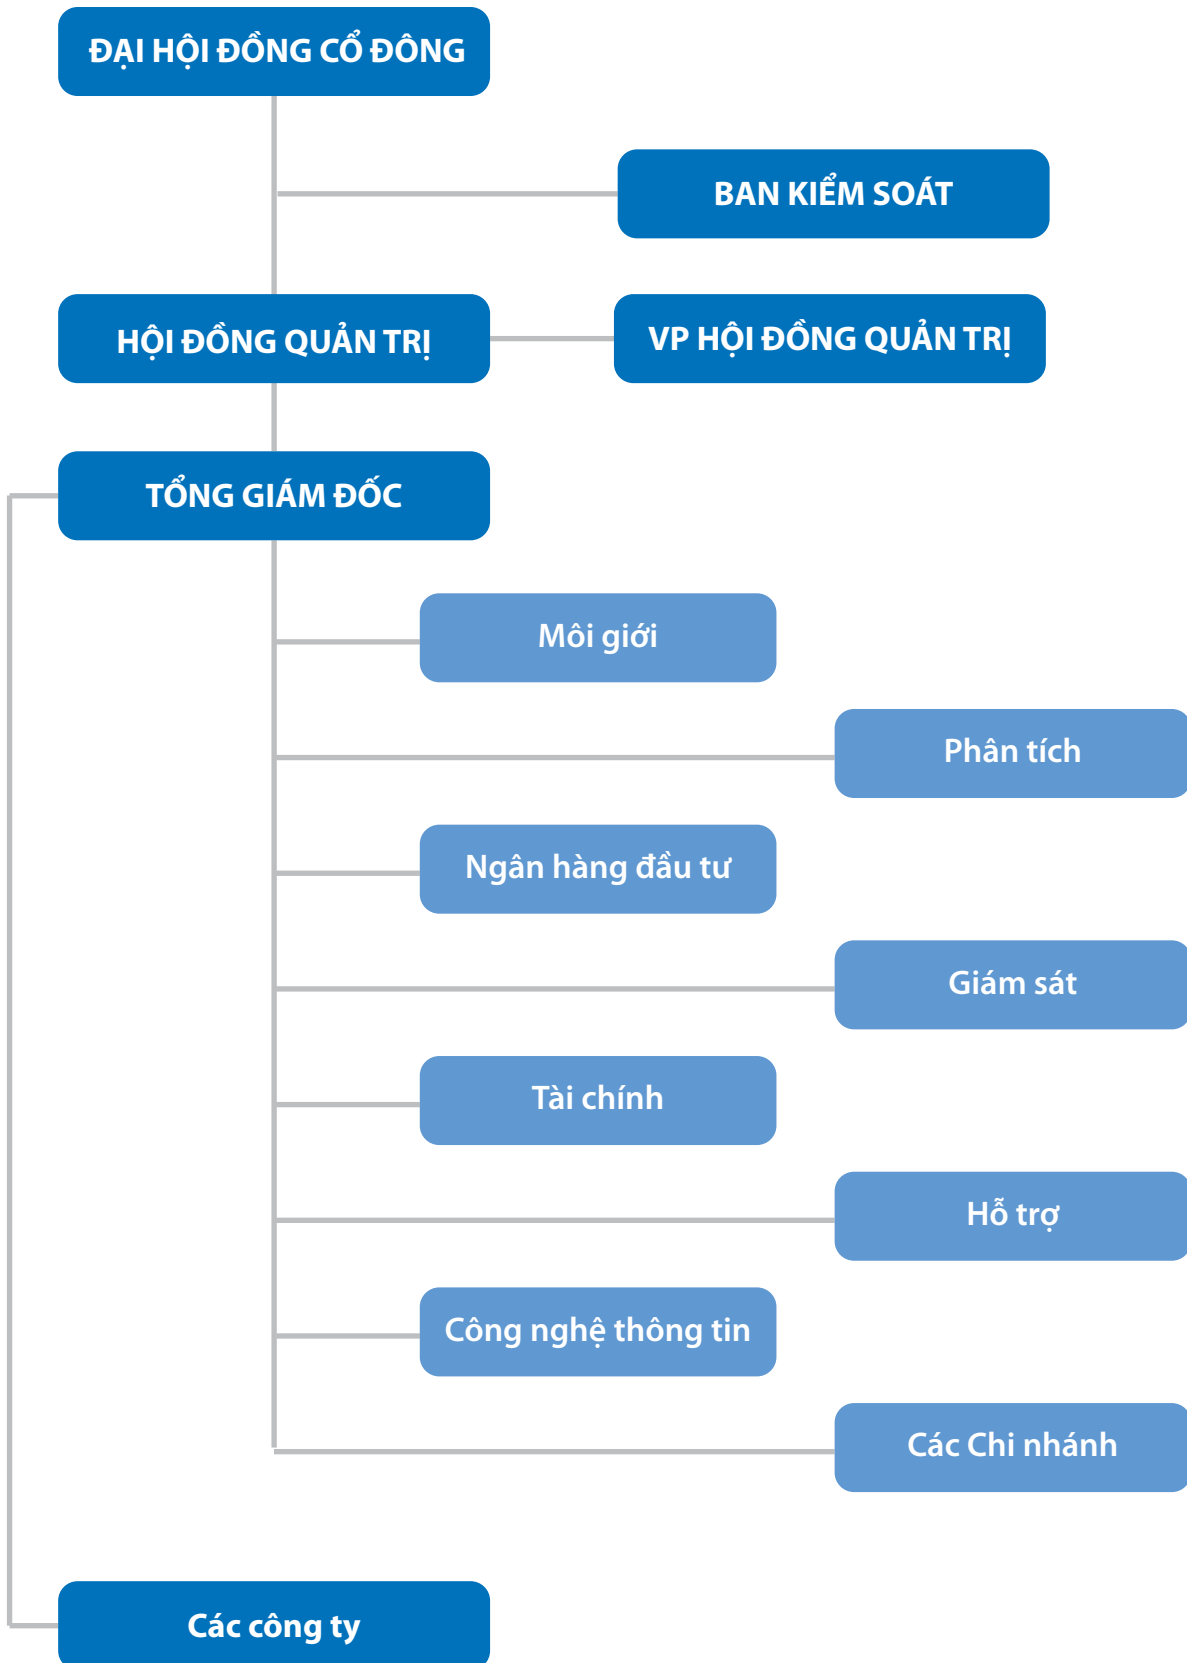 ĐẠI HỘI ĐỒNG CỔ ĐÔNG
BAN KIỂM SOÁT
HỘI ĐỒNG QUẢN TRỊ
VP HỘI ĐỒNG QUẢN TRỊ
TỔNG GIÁM ĐỐC
Môi giới
Phân tích
Ngân hàng đầu tư
Giám sát
Tài chính
Hỗ trợ
Công nghệ thông tin
Các Chi nhánh
Các công ty